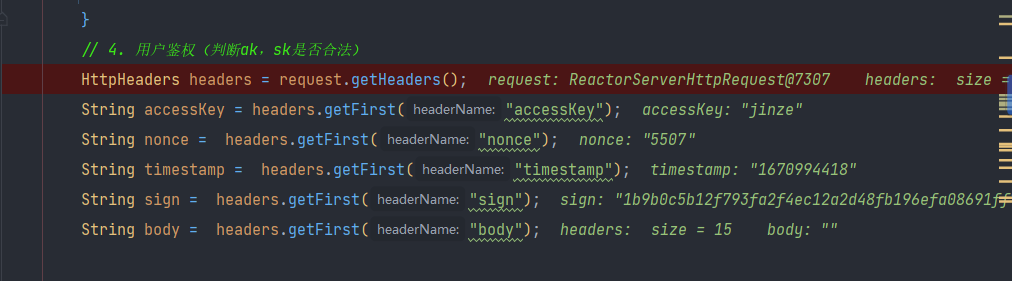 }
// 4. 用户鉴权（判断ak，sk是否合法）
HttpHeaders headers = request.getHeaders(); request: ReactorServerHttpRequest@7307 headers: size =
String accessKey = headers.getFirst( headerName: "accessKey"); accessKey: "jinze"
String nonce = headers.getFirst( headerName: "nonce"); nonce: "5507"
String timestamp = headers.getFirst( headerName: "timestamp"); timestamp: "1670994418"
String sign = headers.getFirst( headerName: "sign"); sign: "1b9b0c5b12f793fa2f4ec12a2d48fb196efa08691ff
String body = headers.getFirst( headerName: "body"); headers: size = 15 body: ""